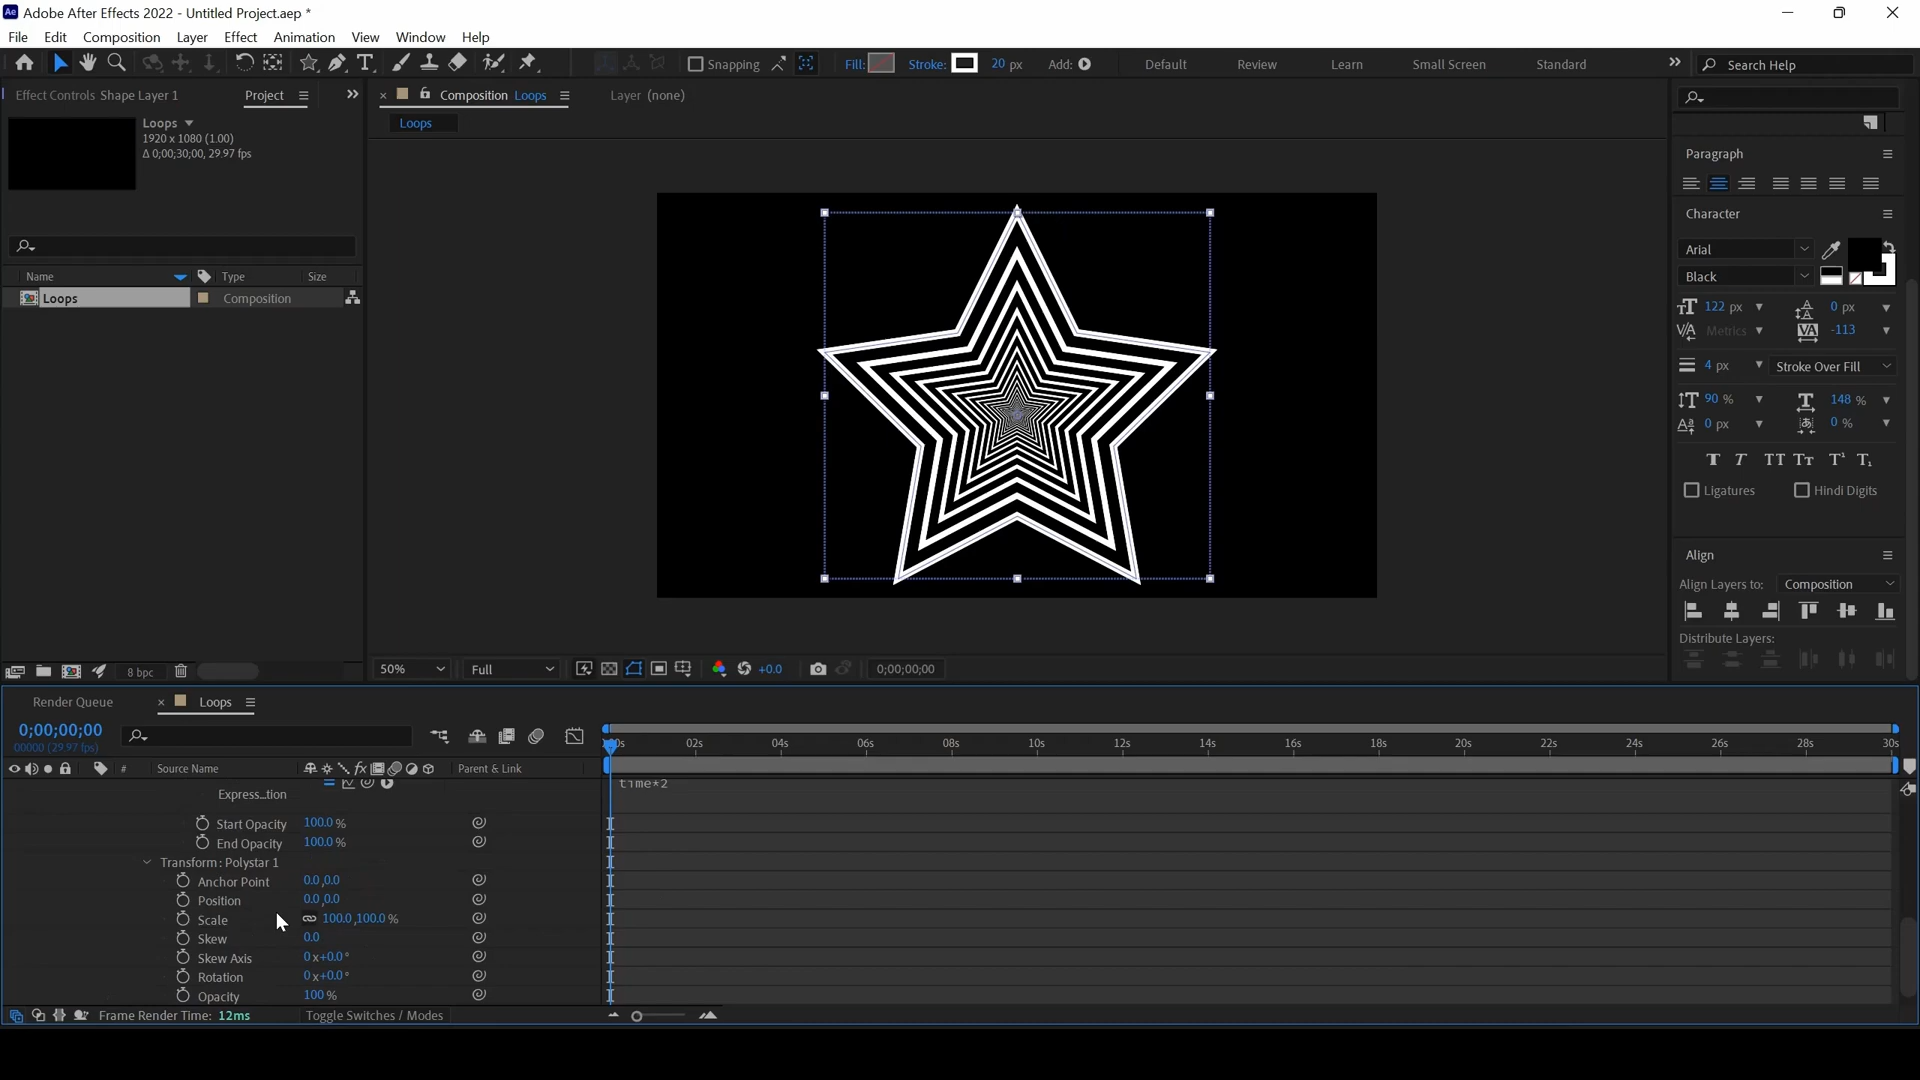 Ae Adobe After Effects 2022 - Untitled Project.aep *
File Edit Composition Layer Effect Animation View Window Help
Snapping Fill: Stroke: 20 px Add: Default Review Learn Small Screen Standard Search Help
Effect Controls Shape Layer 1 Project Composition Loops Layer (none)
Loops
Loops
1920 x 1080 (1.00)
Δ 0;00;30;00, 29.97 fps
Name Type Size
Loops Composition
8 bpc
50% Full +0.0 0;00;00;00
Paragraph
Character
Arial
Black
122 px 0 px
Metrics -113
4 px Stroke Over Fill
90 % 148 %
0 px 0 %
T T TT Tт T¹ T₁
Ligatures Hindi Digits
Align
Align Layers to: Composition
Distribute Layers:
Render Queue Loops
0;00;00;00
00000 (29.97 fps)
02s 04s 06s 08s 10s 12s 14s 16s 18s 20s 22s 24s 26s 28s 30s
# Source Name fx Parent & Link
time*2
Express...tion
Start Opacity 100.0 %
End Opacity 100.0 %
Transform: Polystar 1
Anchor Point 0.0,0.0
Position 0.0,0.0
Scale 100.0,100.0 %
Skew 0.0
Skew Axis 0 x+0.0 °
Rotation 0 x+0.0 °
Opacity 100 %
Frame Render Time: 12ms Toggle Switches / Modes